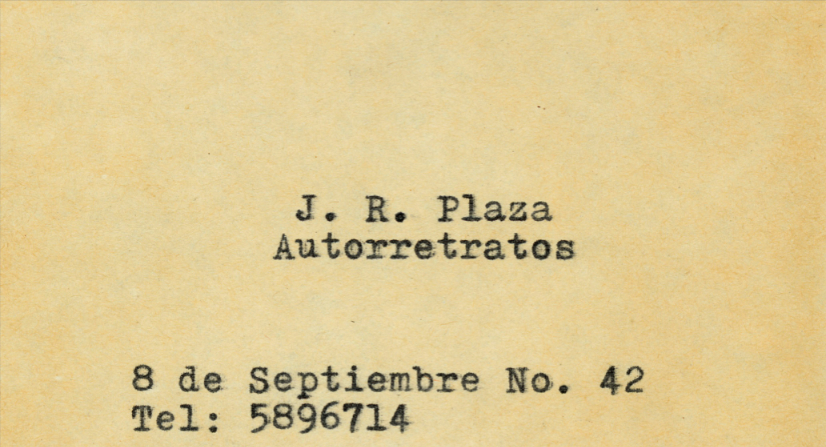 J. R. Plaza
Autorretratos
8 de Septiembre No. 42
Tel: 5896714